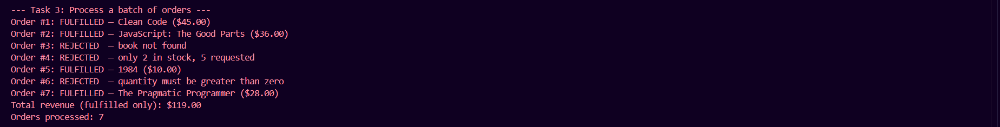 --- Task 3: Process a batch of orders ---
Order #1: FULFILLED — Clean Code ($45.00)
Order #2: FULFILLED — JavaScript: The Good Parts ($36.00)
Order #3: REJECTED  — book not found
Order #4: REJECTED  — only 2 in stock, 5 requested
Order #5: FULFILLED — 1984 ($10.00)
Order #6: REJECTED  — quantity must be greater than zero
Order #7: FULFILLED — The Pragmatic Programmer ($28.00)
Total revenue (fulfilled only): $119.00
Orders processed: 7